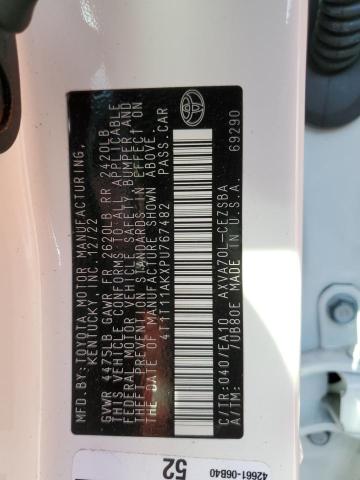 MFD. BY: TOYOTA MOTOR MANUFACTURING,
KENTUCKY, INC. 12/22
GVWR 4475LB GAWR FR 2620LB RR 2420LB
THIS VEHICLE CONFORMS TO ALL APPLICABLE
FEDERAL MOTOR VEHICLE SAFETY, BUMPER, AND
THEFT PREVENTION STANDARDS IN EFFECT ON
THE DATE OF MANUFACTURE SHOWN ABOVE.
4T1T11AKXPU767482 PASS.CAR
C/TR:040/EA10 AXVA70L-CEZSBA
A/TM: /UB80E MADE IN U.S.A. 69290
42661-06B40
52